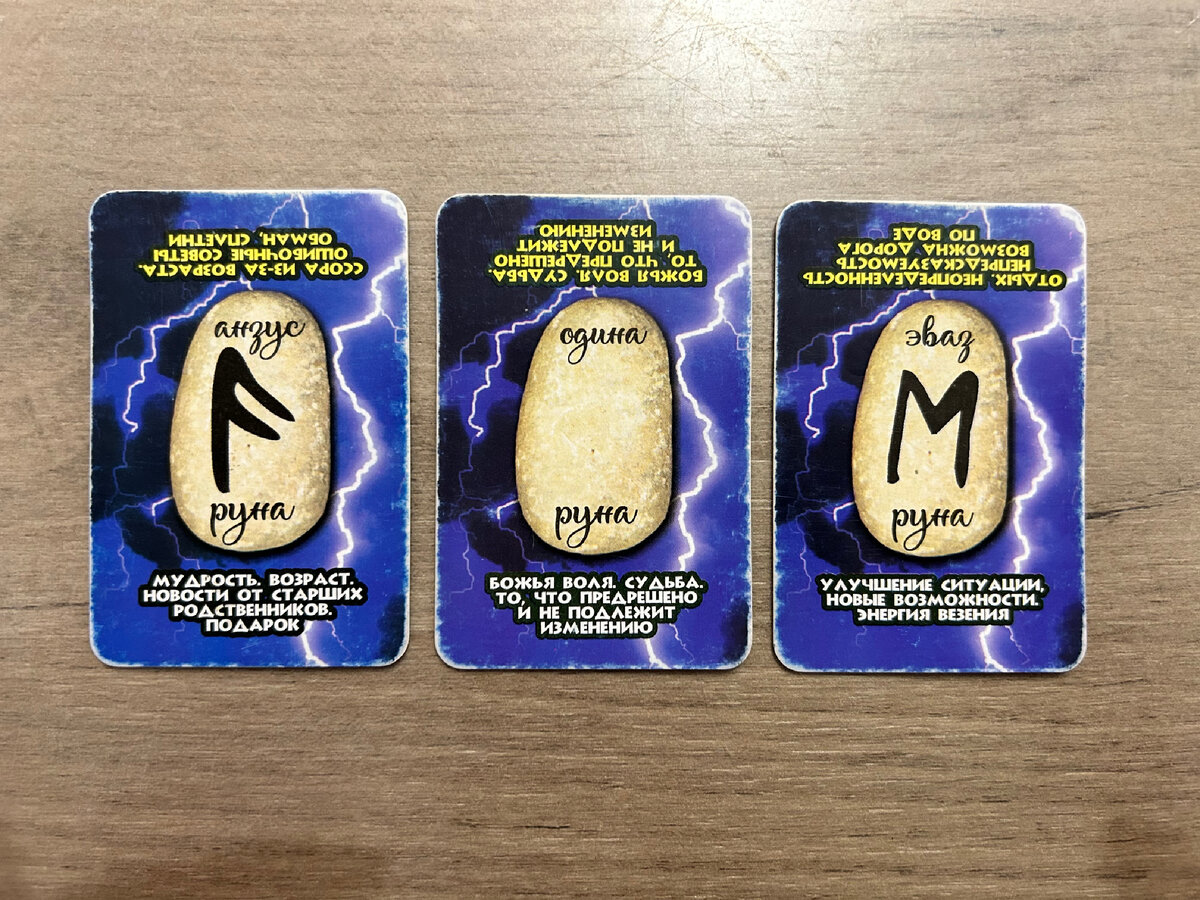 ССОРА ИЗ-ЗА ВОЗРАСТА.
ОШИБОЧНЫЕ СОВЕТЫ
ОБМАН, СПЛЕТНИ
анзус
руна
МУДРОСТЬ. ВОЗРАСТ.
НОВОСТИ ОТ СТАРШИХ
РОДСТВЕННИКОВ.
ПОДАРОК
БОЖЬЯ ВОЛЯ. СУДЬБА.
ТО, ЧТО ПРЕДРЕШЕНО
И НЕ ПОДЛЕЖИТ
ИЗМЕНЕНИЮ
одина
руна
БОЖЬЯ ВОЛЯ. СУДЬБА.
ТО, ЧТО ПРЕДРЕШЕНО
И НЕ ПОДЛЕЖИТ
ИЗМЕНЕНИЮ
ОТДЫХ. НЕОПРЕДЕЛЕННОСТЬ
НЕПРЕДСКАЗУЕМОСТЬ
ВОЗМОЖНА ДОРОГА
ПО ВОДЕ
эваз
руна
УЛУЧШЕНИЕ СИТУАЦИИ,
НОВЫЕ ВОЗМОЖНОСТИ.
ЭНЕРГИЯ ВЕЗЕНИЯ